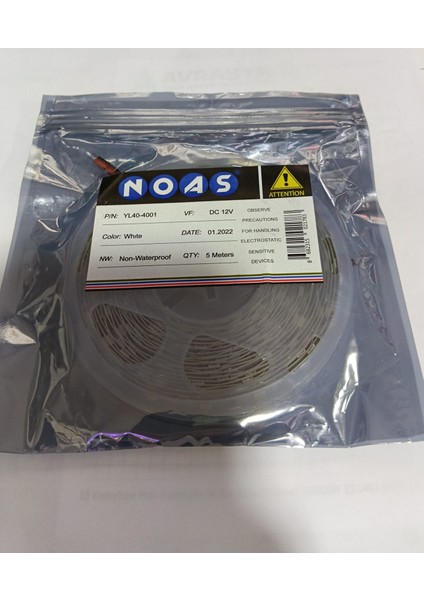 NOAS
ATTENTION
P/N: YL40-4001 VF: DC 12V
Color: White DATE: 01.2022
NW: Non-Waterproof QTY: 5 Meters
OBSERVE
PRECAUTIONS
FOR HANDLING
ELECTROSTATIC
SENSITIVE
DEVICES